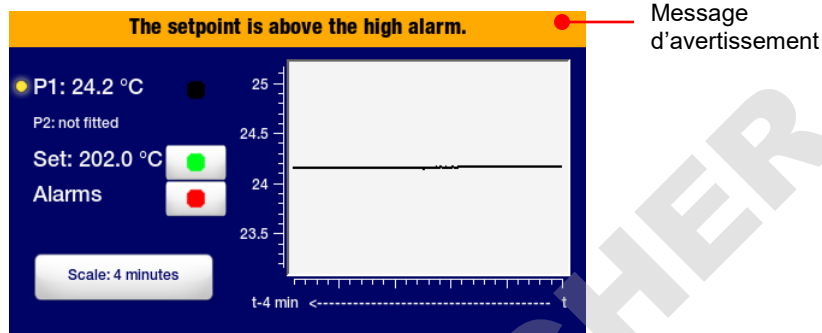 The setpoint is above the high alarm.
Message
d'avertissement
P1: 24.2 °C
P2: not fitted
Set: 202.0 °C
Alarms
Scale: 4 minutes
25
24.5
24
23.5
t-4 min <-------------------------------------- t
CHER